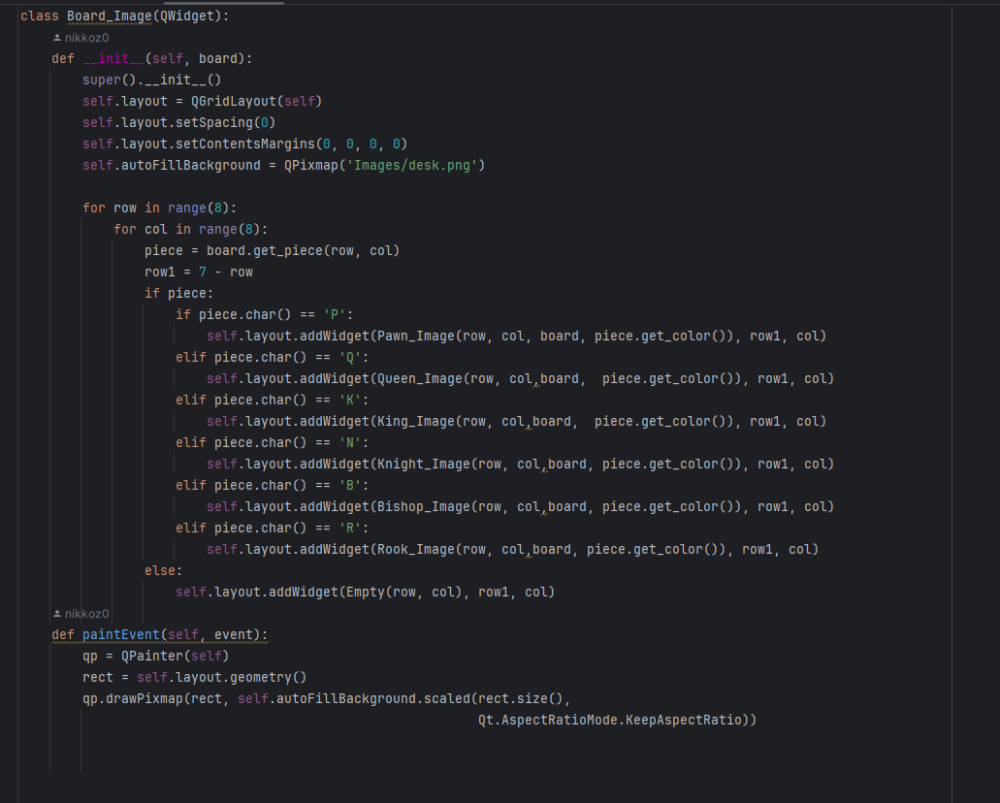 class Board_Image(QWidget):
nikkoz0
    def __init__(self, board):
        super().__init__()
        self.layout = QGridLayout(self)
        self.layout.setSpacing(0)
        self.layout.setContentsMargins(0, 0, 0, 0)
        self.autoFillBackground = QPixmap('Images/desk.png')
        for row in range(8):
            for col in range(8):
                piece = board.get_piece(row, col)
                row1 = 7 - row
                if piece:
                    if piece.char() == 'P':
                        self.layout.addWidget(Pawn_Image(row, col, board, piece.get_color()), row1, col)
                    elif piece.char() == 'Q':
                        self.layout.addWidget(Queen_Image(row, col,board,  piece.get_color()), row1, col)
                    elif piece.char() == 'K':
                        self.layout.addWidget(King_Image(row, col,board,  piece.get_color()), row1, col)
                    elif piece.char() == 'N':
                        self.layout.addWidget(Knight_Image(row, col,board, piece.get_color()), row1, col)
                    elif piece.char() == 'B':
                        self.layout.addWidget(Bishop_Image(row, col,board, piece.get_color()), row1, col)
                    elif piece.char() == 'R':
                        self.layout.addWidget(Rook_Image(row, col,board, piece.get_color()), row1, col)
                else:
                    self.layout.addWidget(Empty(row, col), row1, col)
nikkoz0
    def paintEvent(self, event):
        qp = QPainter(self)
        rect = self.layout.geometry()
        qp.drawPixmap(rect, self.autoFillBackground.scaled(rect.size(),
                                                           Qt.AspectRatioMode.KeepAspectRatio))